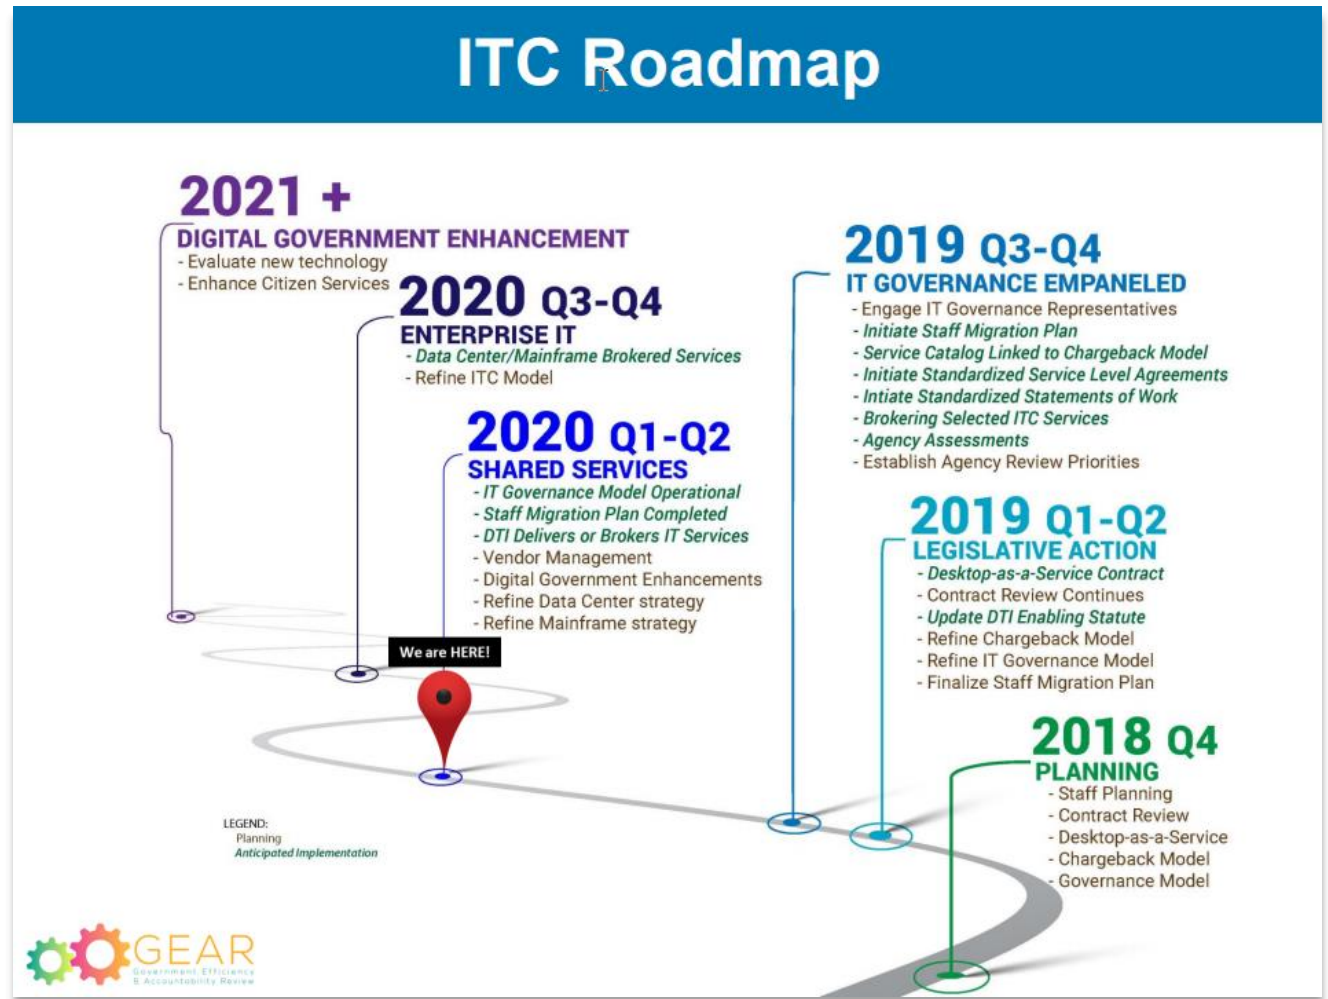 ITC Roadmap
2021 +
DIGITAL GOVERNMENT ENHANCEMENT
- Evaluate new technology
- Enhance Citizen Services
2020 Q3-Q4
ENTERPRISE IT
- Data Center/Mainframe Brokered Services
- Refine ITC Model
2020 Q1-Q2
SHARED SERVICES
- IT Governance Model Operational
- Staff Migration Plan Completed
- DTI Delivers or Brokers IT Services
- Vendor Management
- Digital Government Enhancements
- Refine Data Center strategy
- Refine Mainframe strategy
We are HERE!
2019 Q3-Q4
IT GOVERNANCE EMPANELED
- Engage IT Governance Representatives
- Initiate Staff Migration Plan
- Service Catalog Linked to Chargeback Model
- Initiate Standardized Service Level Agreements
- Intiate Standardized Statements of Work
- Brokering Selected ITC Services
- Agency Assessments
- Establish Agency Review Priorities
2019 Q1-Q2
LEGISLATIVE ACTION
- Desktop-as-a-Service Contract
- Contract Review Continues
- Update DTI Enabling Statute
- Refine Chargeback Model
- Refine IT Governance Model
- Finalize Staff Migration Plan
2018 Q4
PLANNING
- Staff Planning
- Contract Review
- Desktop-as-a-Service
- Chargeback Model
- Governance Model
LEGEND:
Planning
Anticipated Implementation
GEAR
Government Efficiency
& Accountability Review